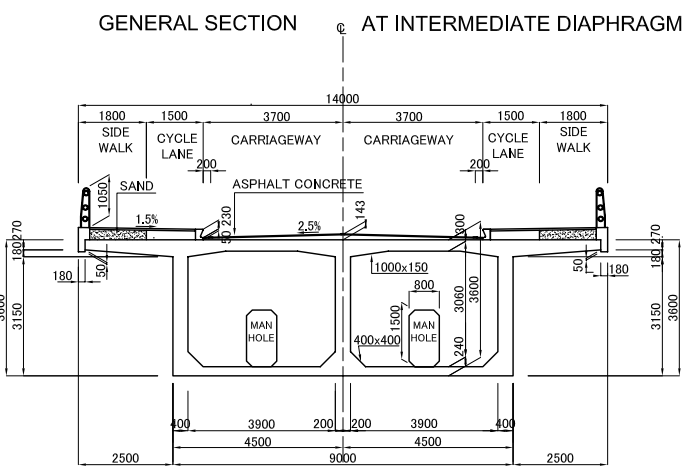 GENERAL SECTION ℄ AT INTERMEDIATE DIAPHRAGM
14000
1800 1500 3700 3700 1500 1800
SIDE
WALK
CYCLE
LANE
CARRIAGEWAY
CARRIAGEWAY
CYCLE
LANE
SIDE
WALK
200
200
1050
SAND
ASPHALT CONCRETE
1.5%
50
230
2.5%
143
300
270
180
270
180
180
50
50
180
3600
3150
1000x150
800
1500
3060
3600
3150
3600
MAN
HOLE
MAN
HOLE
400x400
240
400 3900 200 200 3900 400
4500 4500
2500 9000 2500